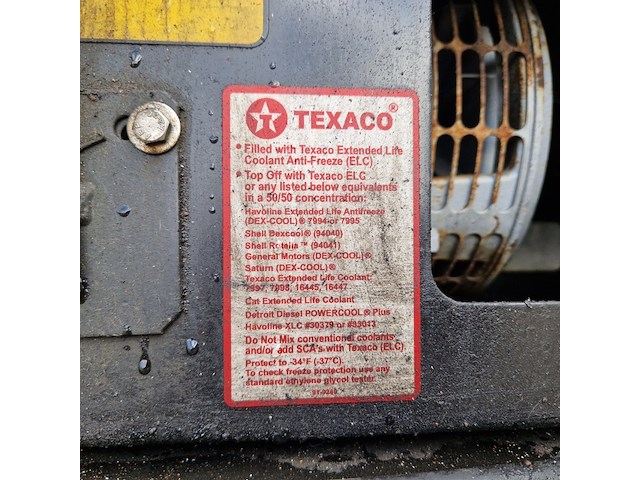 TEXACO®
• Filled with Texaco Extended Life
Coolant Anti-Freeze (ELC)
• Top Off with Texaco ELC
or any listed below equivalents
in a 50/50 concentration:
Havoline Extended Life Antifreeze
(DEX-COOL)® 7994 or 7995
Shell Dexcool® (94040)
Shell Rotella™ (94041)
General Motors (DEX-COOL)®
Saturn (DEX-COOL)®
Texaco Extended Life Coolant:
7997, 7998, 16445, 16447
Cat Extended Life Coolant
Detroit Diesel POWERCOOL® Plus
Havoline XLC #30379 or #33013
Do Not Mix conventional coolants
and/or add SCA's with Texaco (ELC)
Protect to -34°F (-37°C).
To check freeze protection use any
standard ethylene glycol tester.